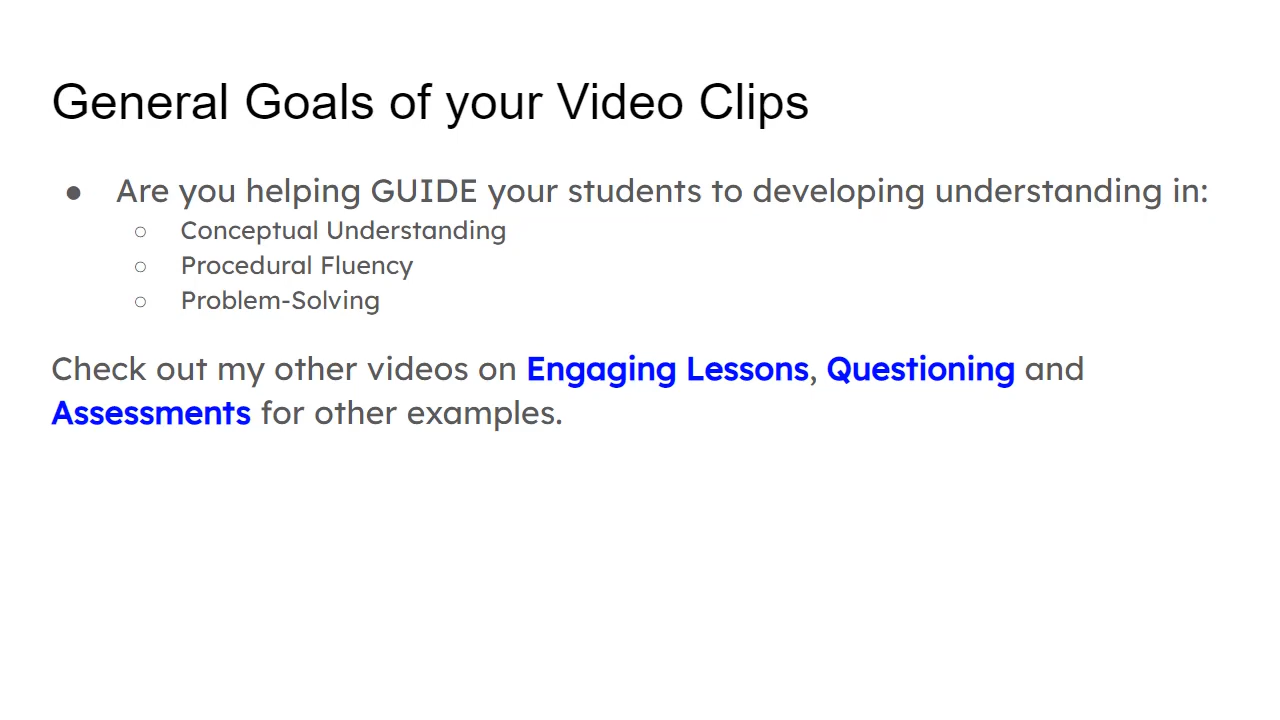 General Goals of your Video Clips
● Are you helping GUIDE your students to developing understanding in:
○ Conceptual Understanding
○ Procedural Fluency
○ Problem-Solving
Check out my other videos on Engaging Lessons, Questioning and
Assessments for other examples.